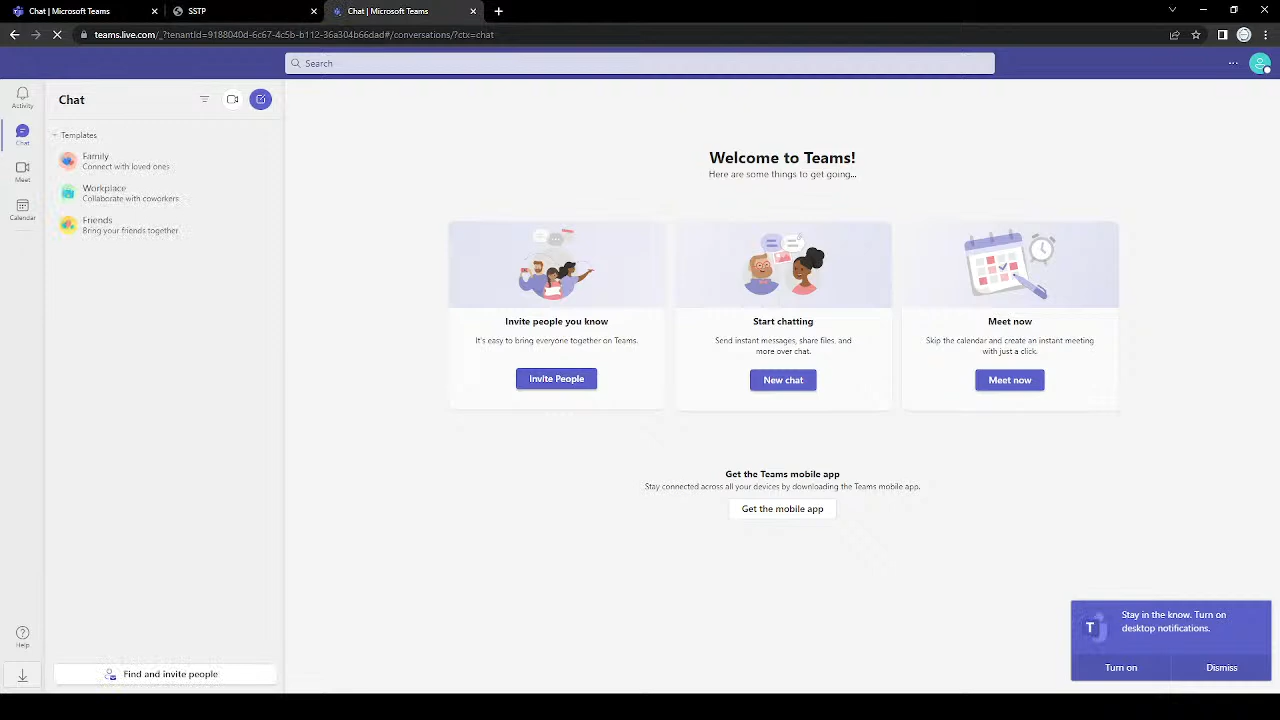 Chat | Microsoft Teams
SSTP
Chat | Microsoft Teams
teams.live.com/_?tenantId=9188040d-6c67-4c5b-b112-36a304b66dad#/conversations/?ctx=chat
Search
Activity
Chat
Meet
Calendar
Help
Chat
Templates
Family
Connect with loved ones
Workplace
Collaborate with coworkers
Friends
Bring your friends together
Find and invite people
Welcome to Teams!
Here are some things to get going...
Invite people you know
It's easy to bring everyone together on Teams.
Invite People
Start chatting
Send instant messages, share files, and
more over chat.
New chat
Meet now
Skip the calendar and create an instant meeting
with just a click.
Meet now
Get the Teams mobile app
Stay connected across all your devices by downloading the Teams mobile app.
Get the mobile app
T
Stay in the know. Turn on
desktop notifications.
Turn on
Dismiss